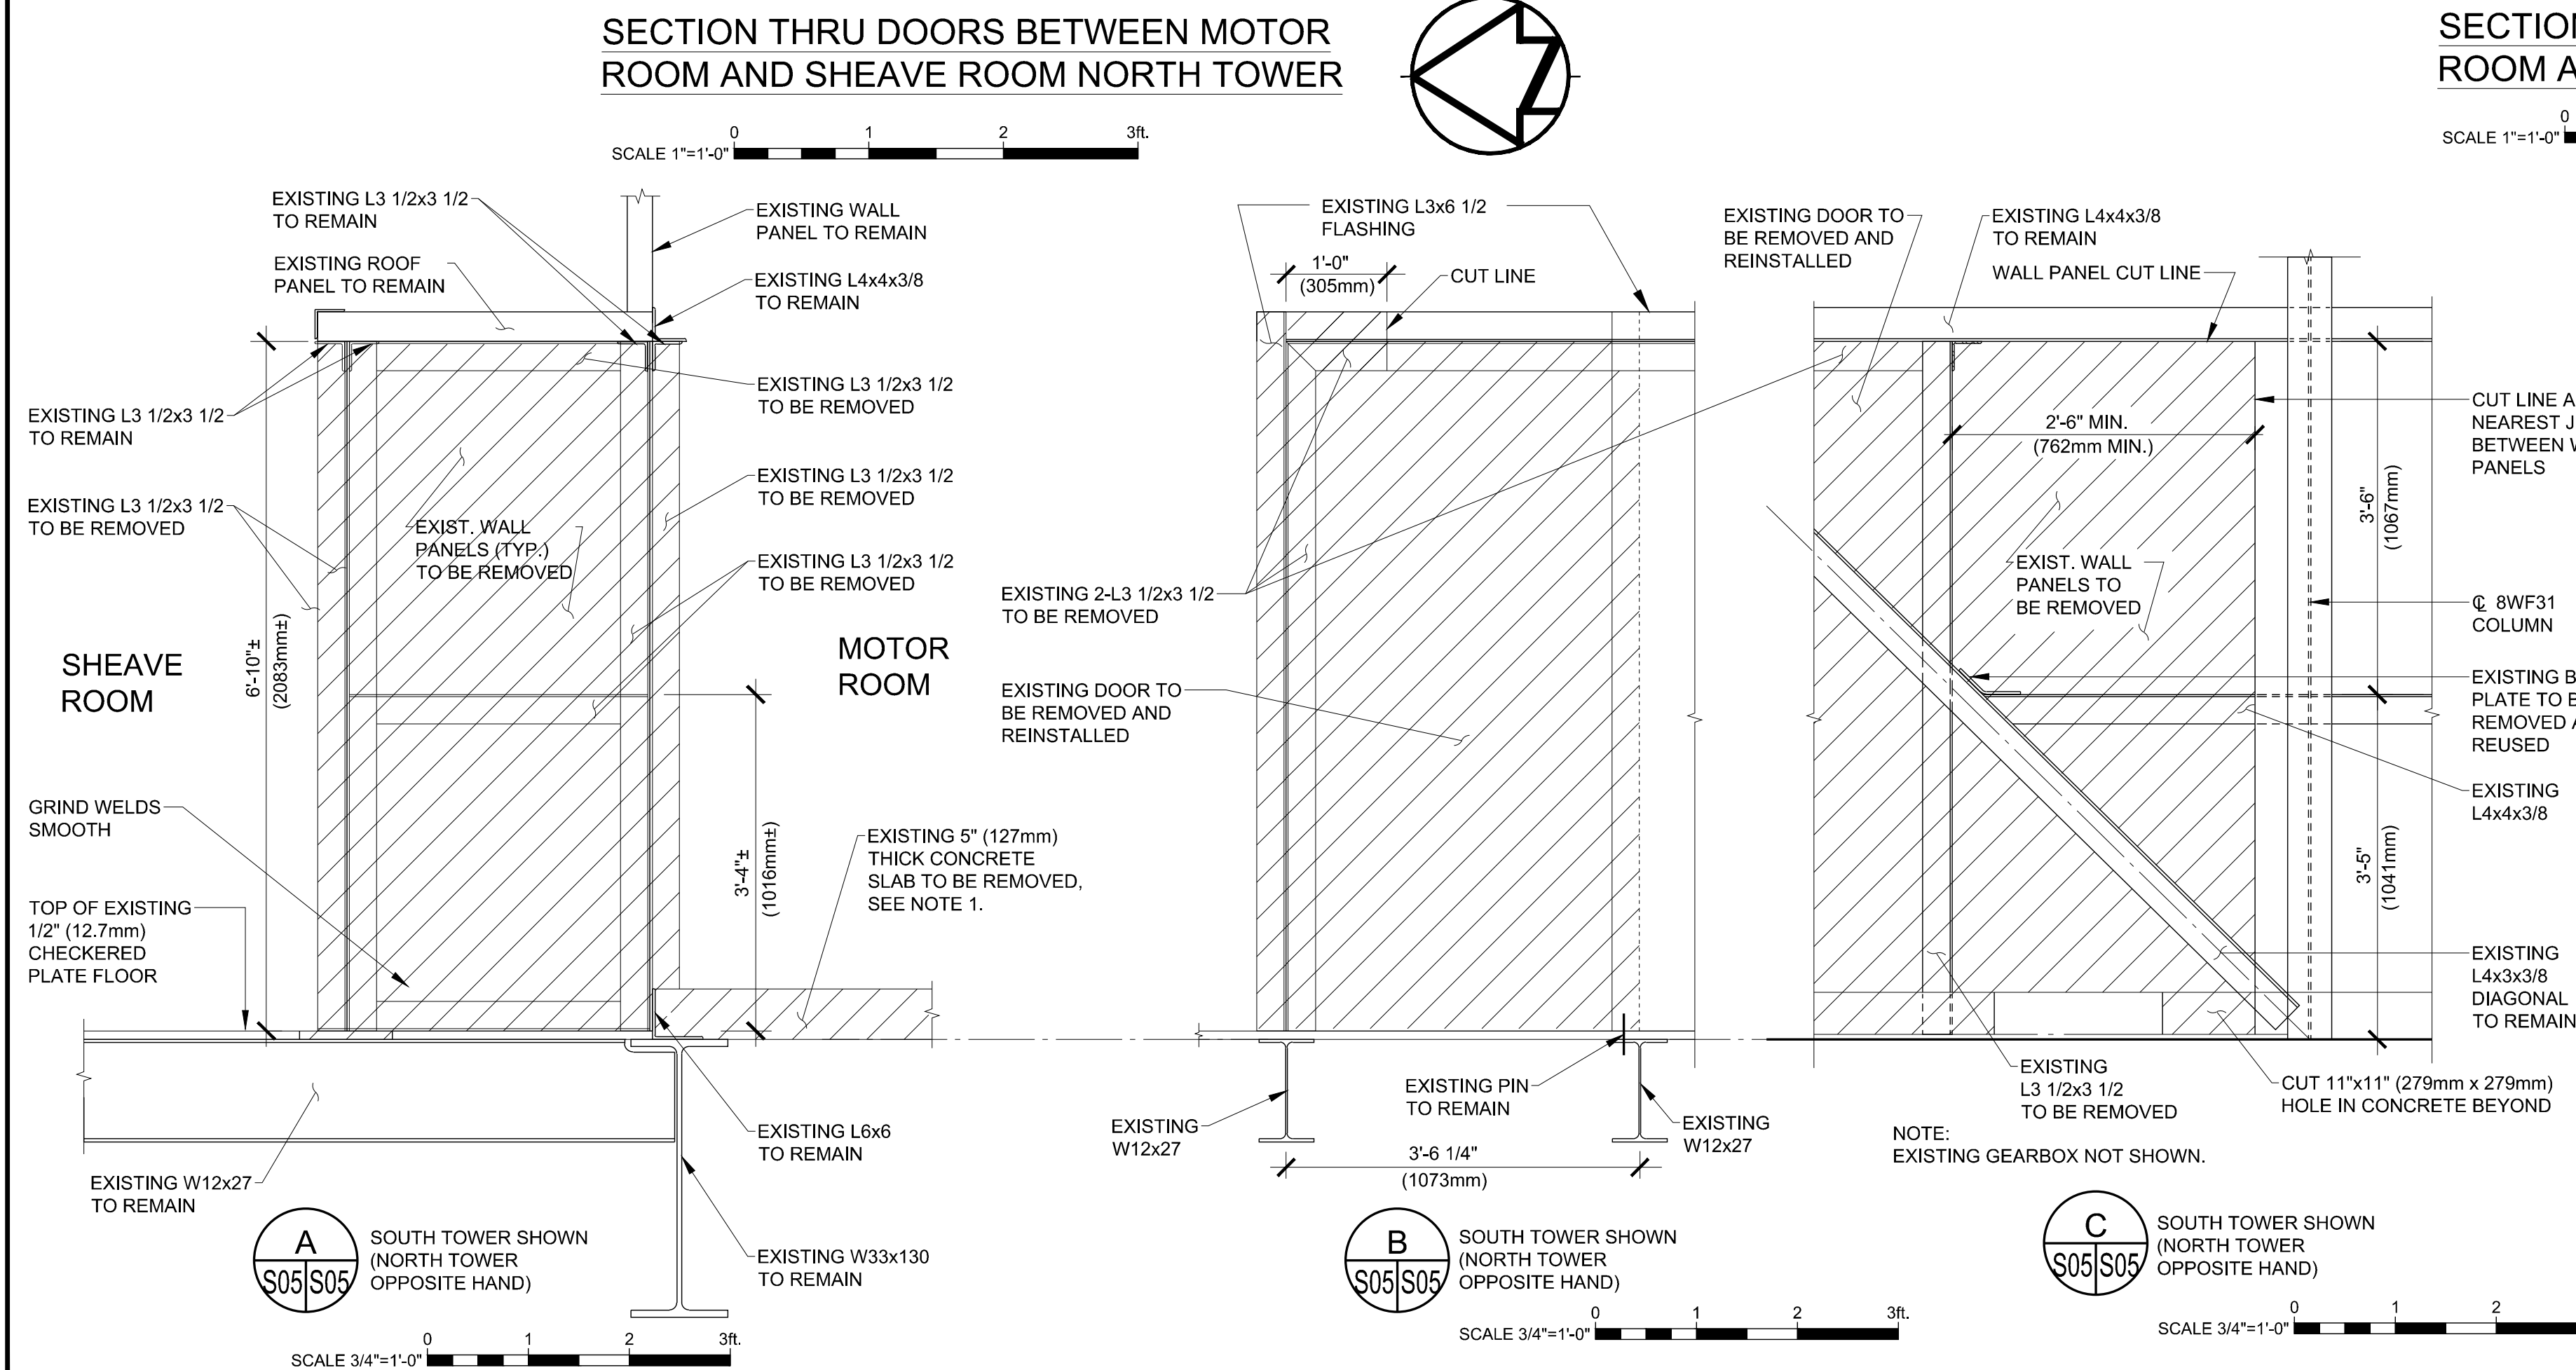 SECTION THRU DOORS BETWEEN MOTOR
ROOM AND SHEAVE ROOM NORTH TOWER
SCALE 1"=1'-0"
0 1 2 3ft.
SECTION
ROOM A
SCALE 1"=1'-0"
0
EXISTING L3 1/2x3 1/2
TO REMAIN
EXISTING ROOF
PANEL TO REMAIN
EXISTING WALL
PANEL TO REMAIN
EXISTING L4x4x3/8
TO REMAIN
EXISTING L3 1/2x3 1/2
TO BE REMOVED
EXISTING L3 1/2x3 1/2
TO REMAIN
EXISTING L3 1/2x3 1/2
TO BE REMOVED
EXISTING L3 1/2x3 1/2
TO BE REMOVED
EXIST. WALL
PANELS (TYP.)
TO BE REMOVED
EXISTING L3 1/2x3 1/2
TO BE REMOVED
SHEAVE
ROOM
6'-10"±
(2083mm±)
MOTOR
ROOM
GRIND WELDS
SMOOTH
3'-4"±
(1016mm±)
EXISTING 5" (127mm)
THICK CONCRETE
SLAB TO BE REMOVED,
SEE NOTE 1.
TOP OF EXISTING
1/2" (12.7mm)
CHECKERED
PLATE FLOOR
EXISTING L6x6
TO REMAIN
EXISTING W12x27
TO REMAIN
EXISTING W33x130
TO REMAIN
A
S05 S05
SOUTH TOWER SHOWN
(NORTH TOWER
OPPOSITE HAND)
0 1 2 3ft.
SCALE 3/4"=1'-0"
EXISTING L3x6 1/2
FLASHING
1'-0"
(305mm)
CUT LINE
EXISTING 2-L3 1/2x3 1/2
TO BE REMOVED
EXISTING DOOR TO
BE REMOVED AND
REINSTALLED
EXISTING PIN
TO REMAIN
EXISTING
W12x27
EXISTING
W12x27
3'-6 1/4"
(1073mm)
B
S05 S05
SOUTH TOWER SHOWN
(NORTH TOWER
OPPOSITE HAND)
0 1 2 3ft.
SCALE 3/4"=1'-0"
EXISTING DOOR TO
BE REMOVED AND
REINSTALLED
EXISTING L4x4x3/8
TO REMAIN
WALL PANEL CUT LINE
2'-6" MIN.
(762mm MIN.)
3'-6"
(1067mm)
CUT LINE A
NEAREST J
BETWEEN W
PANELS
EXIST. WALL
PANELS TO
BE REMOVED
℄ 8WF31
COLUMN
EXISTING B
PLATE TO B
REMOVED A
REUSED
EXISTING
L4x4x3/8
3'-5"
(1041mm)
EXISTING
L4x3x3/8
DIAGONAL
TO REMAIN
EXISTING
L3 1/2x3 1/2
TO BE REMOVED
CUT 11"x11" (279mm x 279mm)
HOLE IN CONCRETE BEYOND
NOTE:
EXISTING GEARBOX NOT SHOWN.
C
S05 S05
SOUTH TOWER SHOWN
(NORTH TOWER
OPPOSITE HAND)
0 1 2
SCALE 3/4"=1'-0"